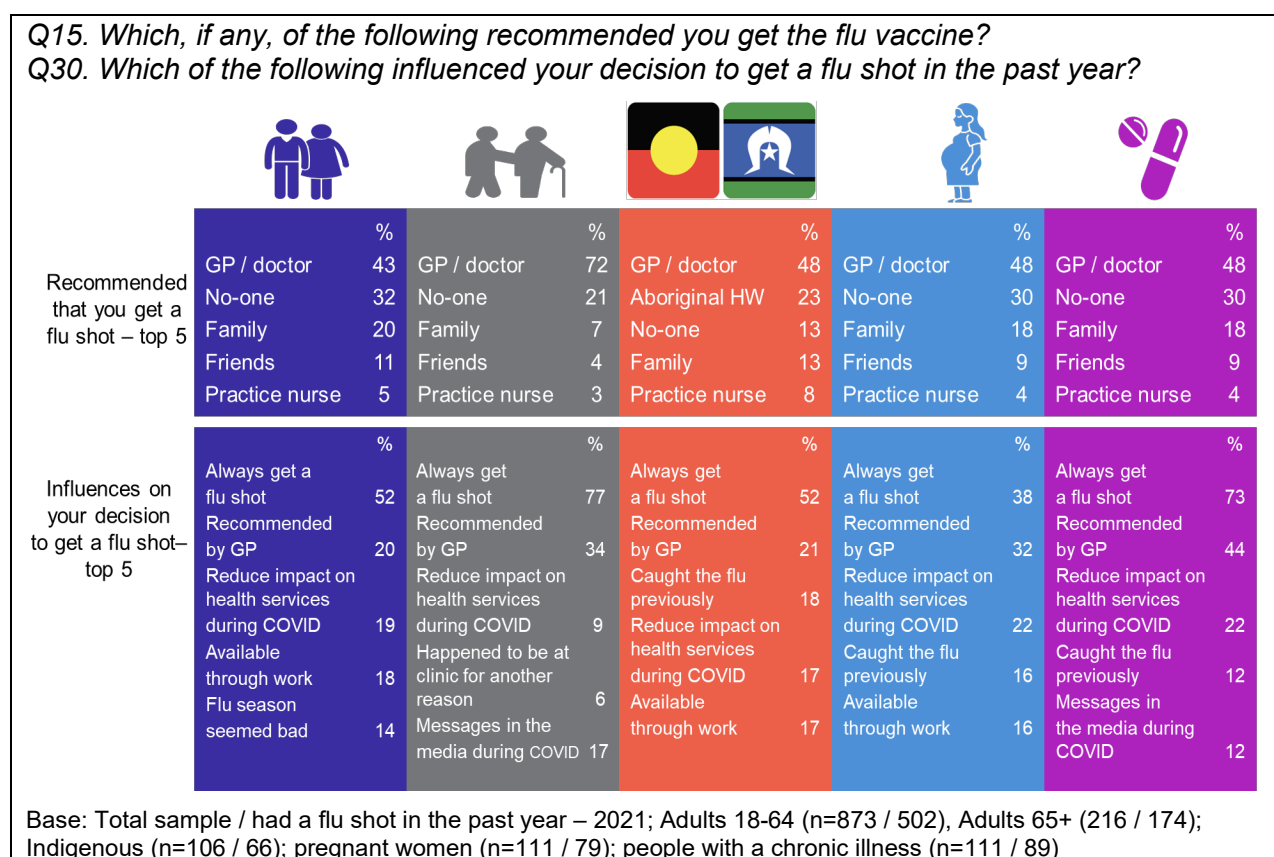 Q15. Which, if any, of the following recommended you get the flu vaccine?
Q30. Which of the following influenced your decision to get a flu shot in the past year?
Recommended
that you get a
flu shot – top 5
%
GP / doctor 43
No-one 32
Family 20
Friends 11
Practice nurse 5
%
GP / doctor 72
No-one 21
Family 7
Friends 4
Practice nurse 3
%
GP / doctor 48
Aboriginal HW 23
No-one 13
Family 13
Practice nurse 8
%
GP / doctor 48
No-one 30
Family 18
Friends 9
Practice nurse 4
%
GP / doctor 48
No-one 30
Family 18
Friends 9
Practice nurse 4
Influences on
your decision
to get a flu shot–
top 5
%
Always get a
flu shot 52
Recommended
by GP 20
Reduce impact on
health services
during COVID 19
Available
through work 18
Flu season
seemed bad 14
%
Always get
a flu shot 77
Recommended
by GP 34
Reduce impact on
health services
during COVID 9
Happened to be at
clinic for another
reason 6
Messages in the
media during COVID 17
%
Always get
a flu shot 52
Recommended
by GP 21
Caught the flu
previously 18
Reduce impact on
health services
during COVID 17
Available
through work 17
%
Always get
a flu shot 38
Recommended
by GP 32
Reduce impact on
health services
during COVID 22
Caught the flu
previously 16
Available
through work 16
%
Always get
a flu shot 73
Recommended
by GP 44
Reduce impact on
health services
during COVID 22
Caught the flu
previously 12
Messages in
the media during
COVID 12
Base: Total sample / had a flu shot in the past year – 2021; Adults 18-64 (n=873 / 502), Adults 65+ (216 / 174);
Indigenous (n=106 / 66); pregnant women (n=111 / 79); people with a chronic illness (n=111 / 89)